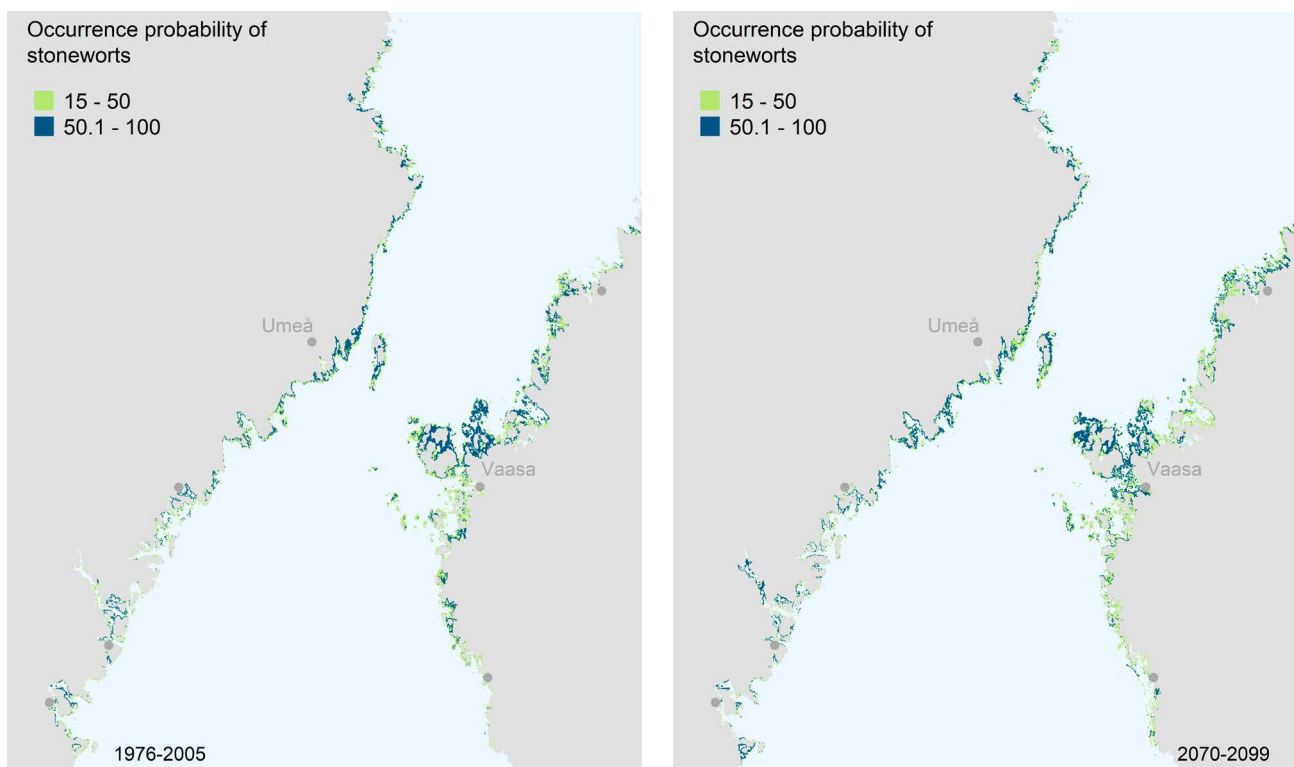 Occurrence probability of
stoneworts
15 - 50
50.1 - 100
Umeå
Vaasa
1976-2005
Occurrence probability of
stoneworts
15 - 50
50.1 - 100
Umeå
Vaasa
2070-2099